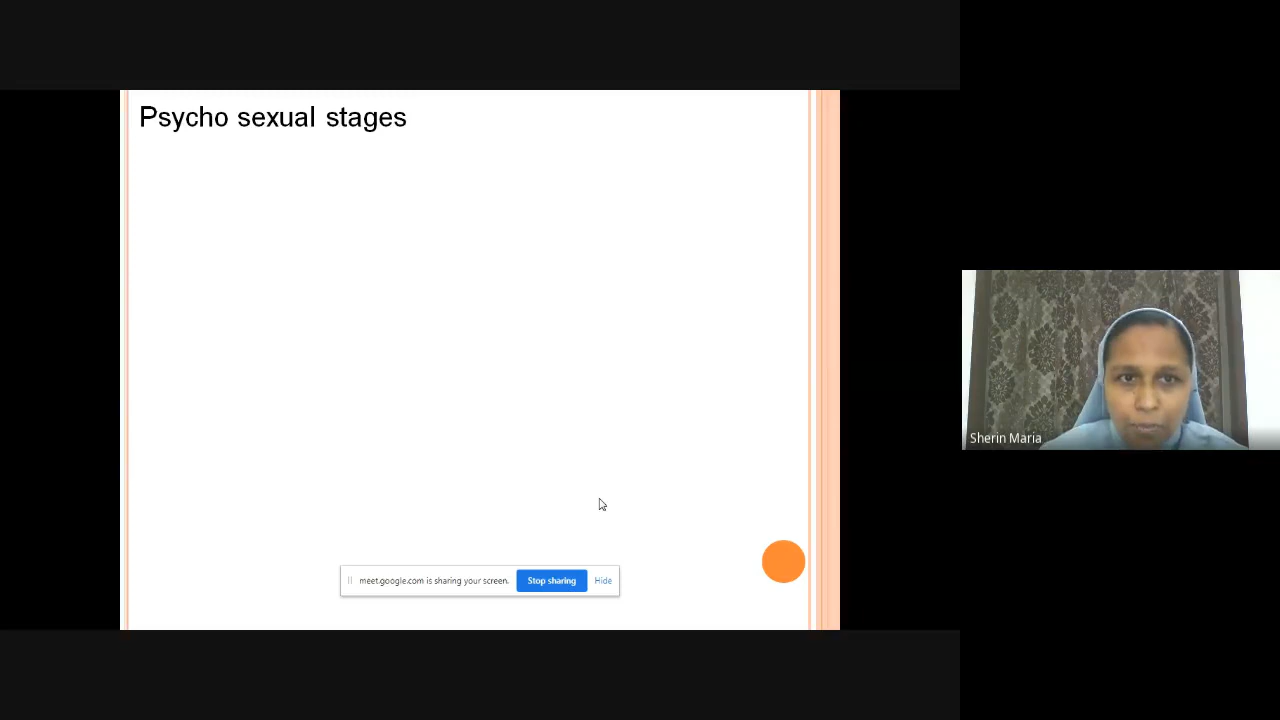 Psycho sexual stages
Sherin Maria
meet.google.com is sharing your screen.
Stop sharing
Hide